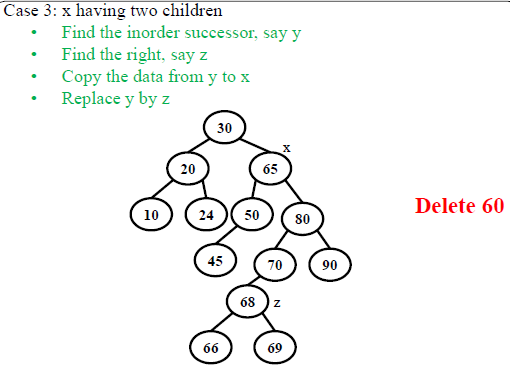 Case 3: x having two children
• Find the inorder successor, say y
• Find the right, say z
• Copy the data from y to x
• Replace y by z
30
x
20
65
10
24
50
80
Delete 60
45
70
90
68
z
66
69